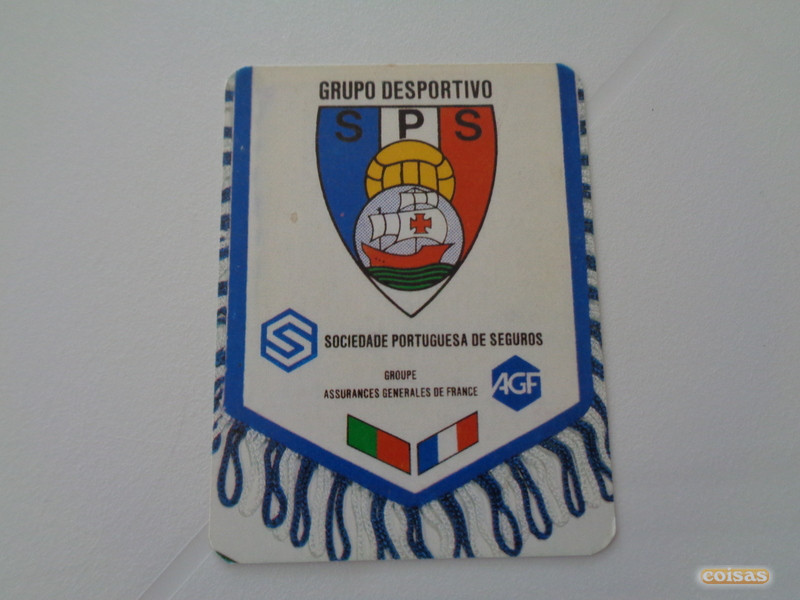 GRUPO DESPORTIVO
S P S
S
SOCIEDADE PORTUGUESA DE SEGUROS
GROUPE
ASSURANCES GENERALES DE FRANCE
AGF
coisas